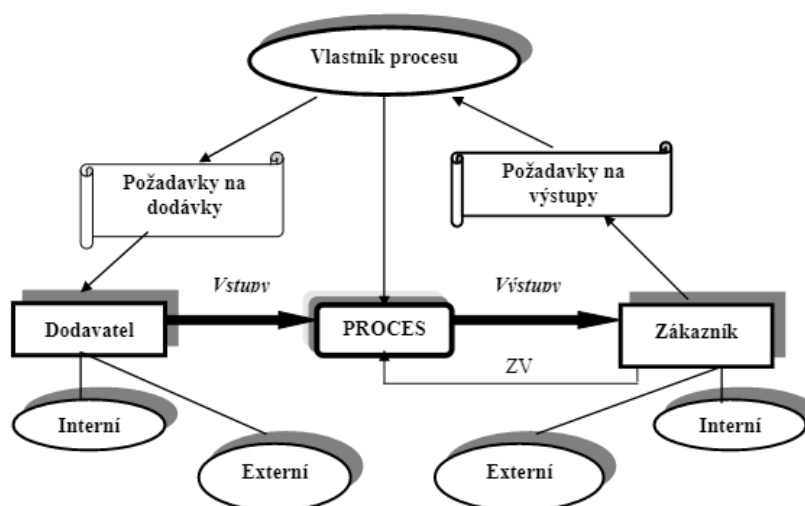 Vlastník procesu
Požadavky na
dodávky
Požadavky na
výstupy
Vstupy
Výstupy
Dodavatel
PROCES
Zákazník
ZV
Interní
Interní
Externí
Externí